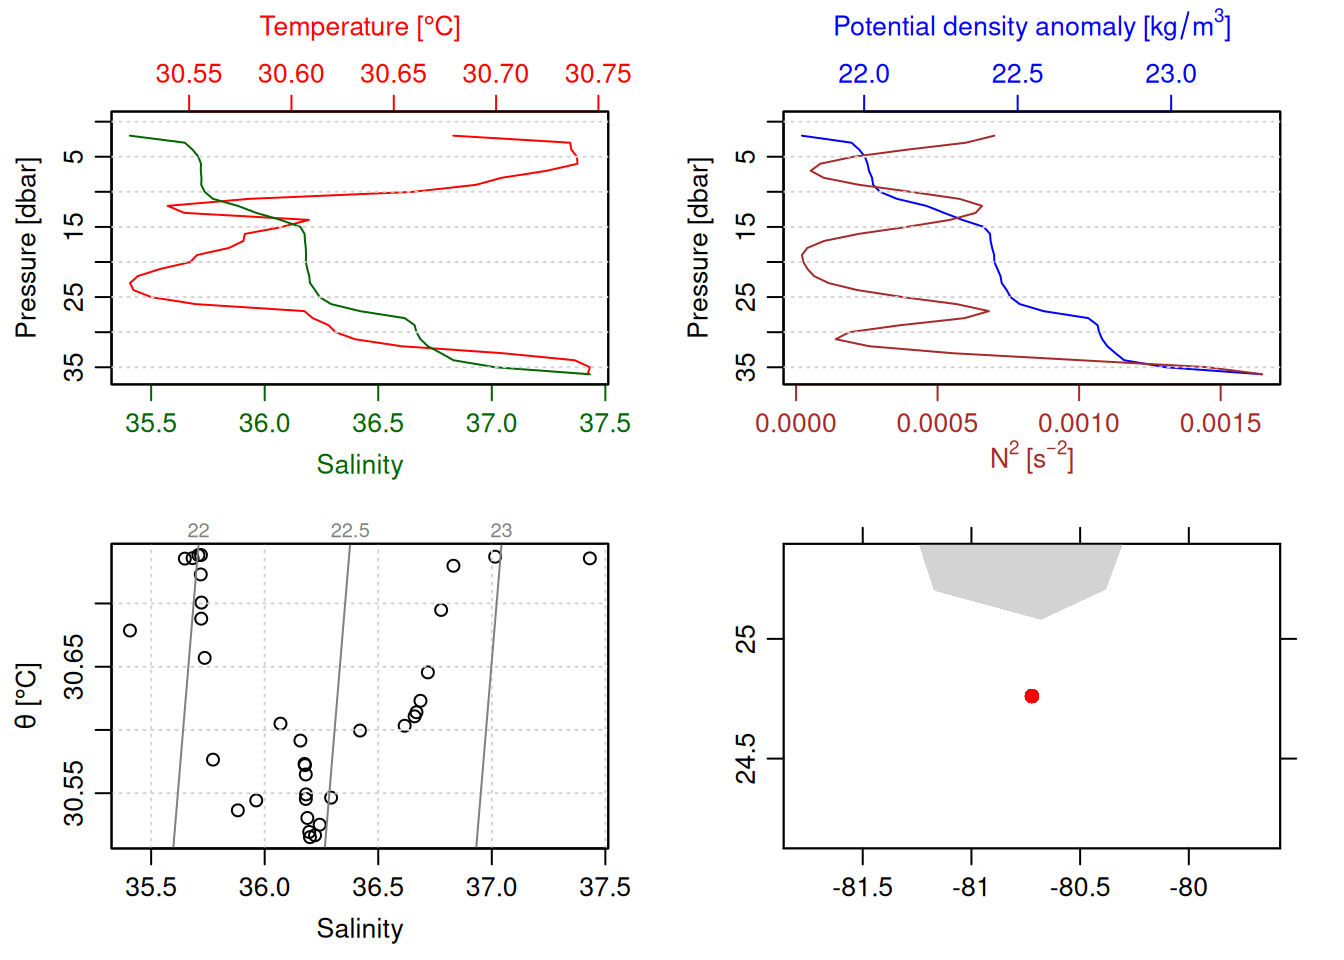 Temperature [°C]
30.55 30.60 30.65 30.70 30.75
Pressure [dbar]
5
15
25
35
35.5 36.0 36.5 37.0 37.5
Salinity
Potential density anomaly [kg/m³]
22.0 22.5 23.0
Pressure [dbar]
5
15
25
35
0.0000 0.0005 0.0010 0.0015
N² [s⁻²]
22 22.5 23
θ [°C]
30.65
30.55
35.5 36.0 36.5 37.0 37.5
Salinity
25
24.5
-81.5 -81 -80.5 -80